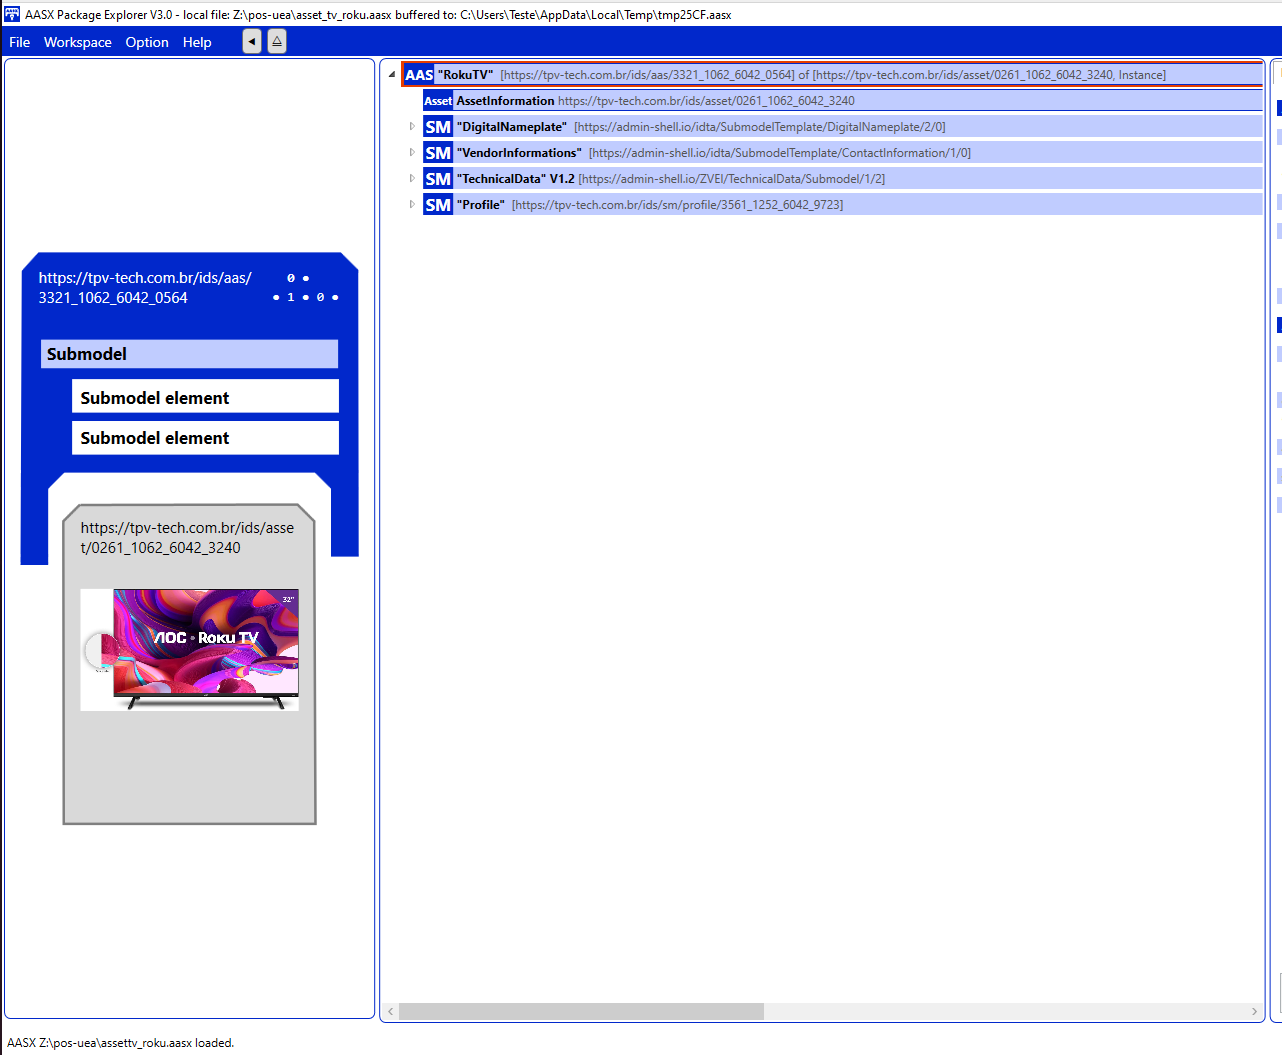 AASX Package Explorer V3.0 - local file: Z:\pos-uea\asset_tv_roku.aasx buffered to: C:\Users\Teste\AppData\Local\Temp\tmp25CF.aasx
File Workspace Option Help
https://tpv-tech.com.br/ids/aas/
3321_1062_6042_0564
0
1 0
Submodel
Submodel element
Submodel element
https://tpv-tech.com.br/ids/asse
t/0261_1062_6042_3240
32"
AOC Roku TV
AAS "RokuTV" [https://tpv-tech.com.br/ids/aas/3321_1062_6042_0564] of [https://tpv-tech.com.br/ids/asset/0261_1062_6042_3240, Instance]
Asset AssetInformation https://tpv-tech.com.br/ids/asset/0261_1062_6042_3240
SM "DigitalNameplate" [https://admin-shell.io/idta/SubmodelTemplate/DigitalNameplate/2/0]
SM "VendorInformations" [https://admin-shell.io/idta/SubmodelTemplate/ContactInformation/1/0]
SM "TechnicalData" V1.2 [https://admin-shell.io/ZVEI/TechnicalData/Submodel/1/2]
SM "Profile" [https://tpv-tech.com.br/ids/sm/profile/3561_1252_6042_9723]
AASX Z:\pos-uea\assettv_roku.aasx loaded.